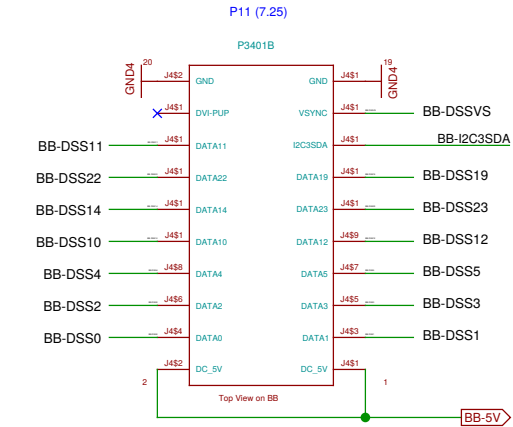 P11 (7.25)
P3401B
20 19
GND4 J4$2 GND GND J4$1 GND4
J4$1 DVI-PUP VSYNC J4$1 BB-DSSVS
BB-DSS11 J4$1 DATA11 I2C3SDA J4$1 BB-I2C3SDA
BB-DSS22 J4$1 DATA22 DATA19 J4$1 BB-DSS19
BB-DSS14 J4$1 DATA14 DATA23 J4$1 BB-DSS23
BB-DSS10 J4$1 DATA10 DATA12 J4$9 BB-DSS12
BB-DSS4 J4$8 DATA4 DATA5 J4$7 BB-DSS5
BB-DSS2 J4$6 DATA2 DATA3 J4$5 BB-DSS3
BB-DSS0 J4$4 DATA0 DATA1 J4$3 BB-DSS1
J4$2 DC_5V DC_5V J4$1
2 1
Top View on BB
BB-5V